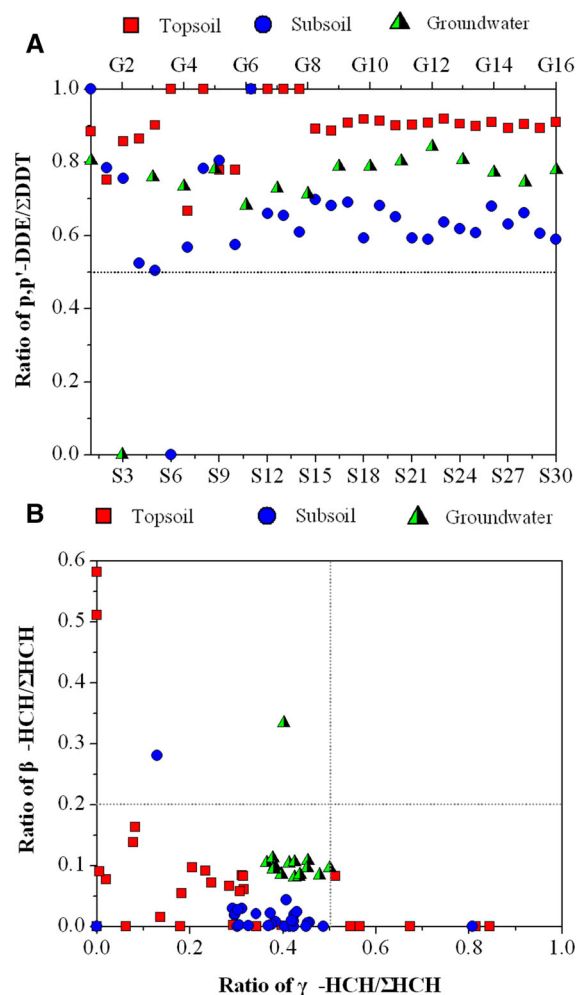 Topsoil Subsoil Groundwater
A
G2 G4 G6 G8 G10 G12 G14 G16
1.0
0.8
0.6
0.4
0.2
0.0
Ratio of p,p'-DDE/ΣDDT
S3 S6 S9 S12 S15 S18 S21 S24 S27 S30
B
Topsoil Subsoil Groundwater
0.6
0.5
0.4
0.3
0.2
0.1
0.0
Ratio of β -HCH/ΣHCH
0.0 0.2 0.4 0.6 0.8 1.0
Ratio of γ -HCH/ΣHCH